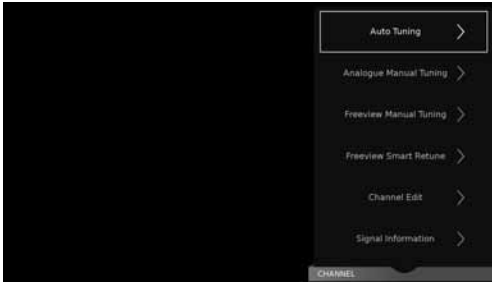 Auto Tuning
Analogue Manual Tuning
Freeview Manual Tuning
Freeview Smart Retune
Channel Edit
Signal Information
CHANNEL